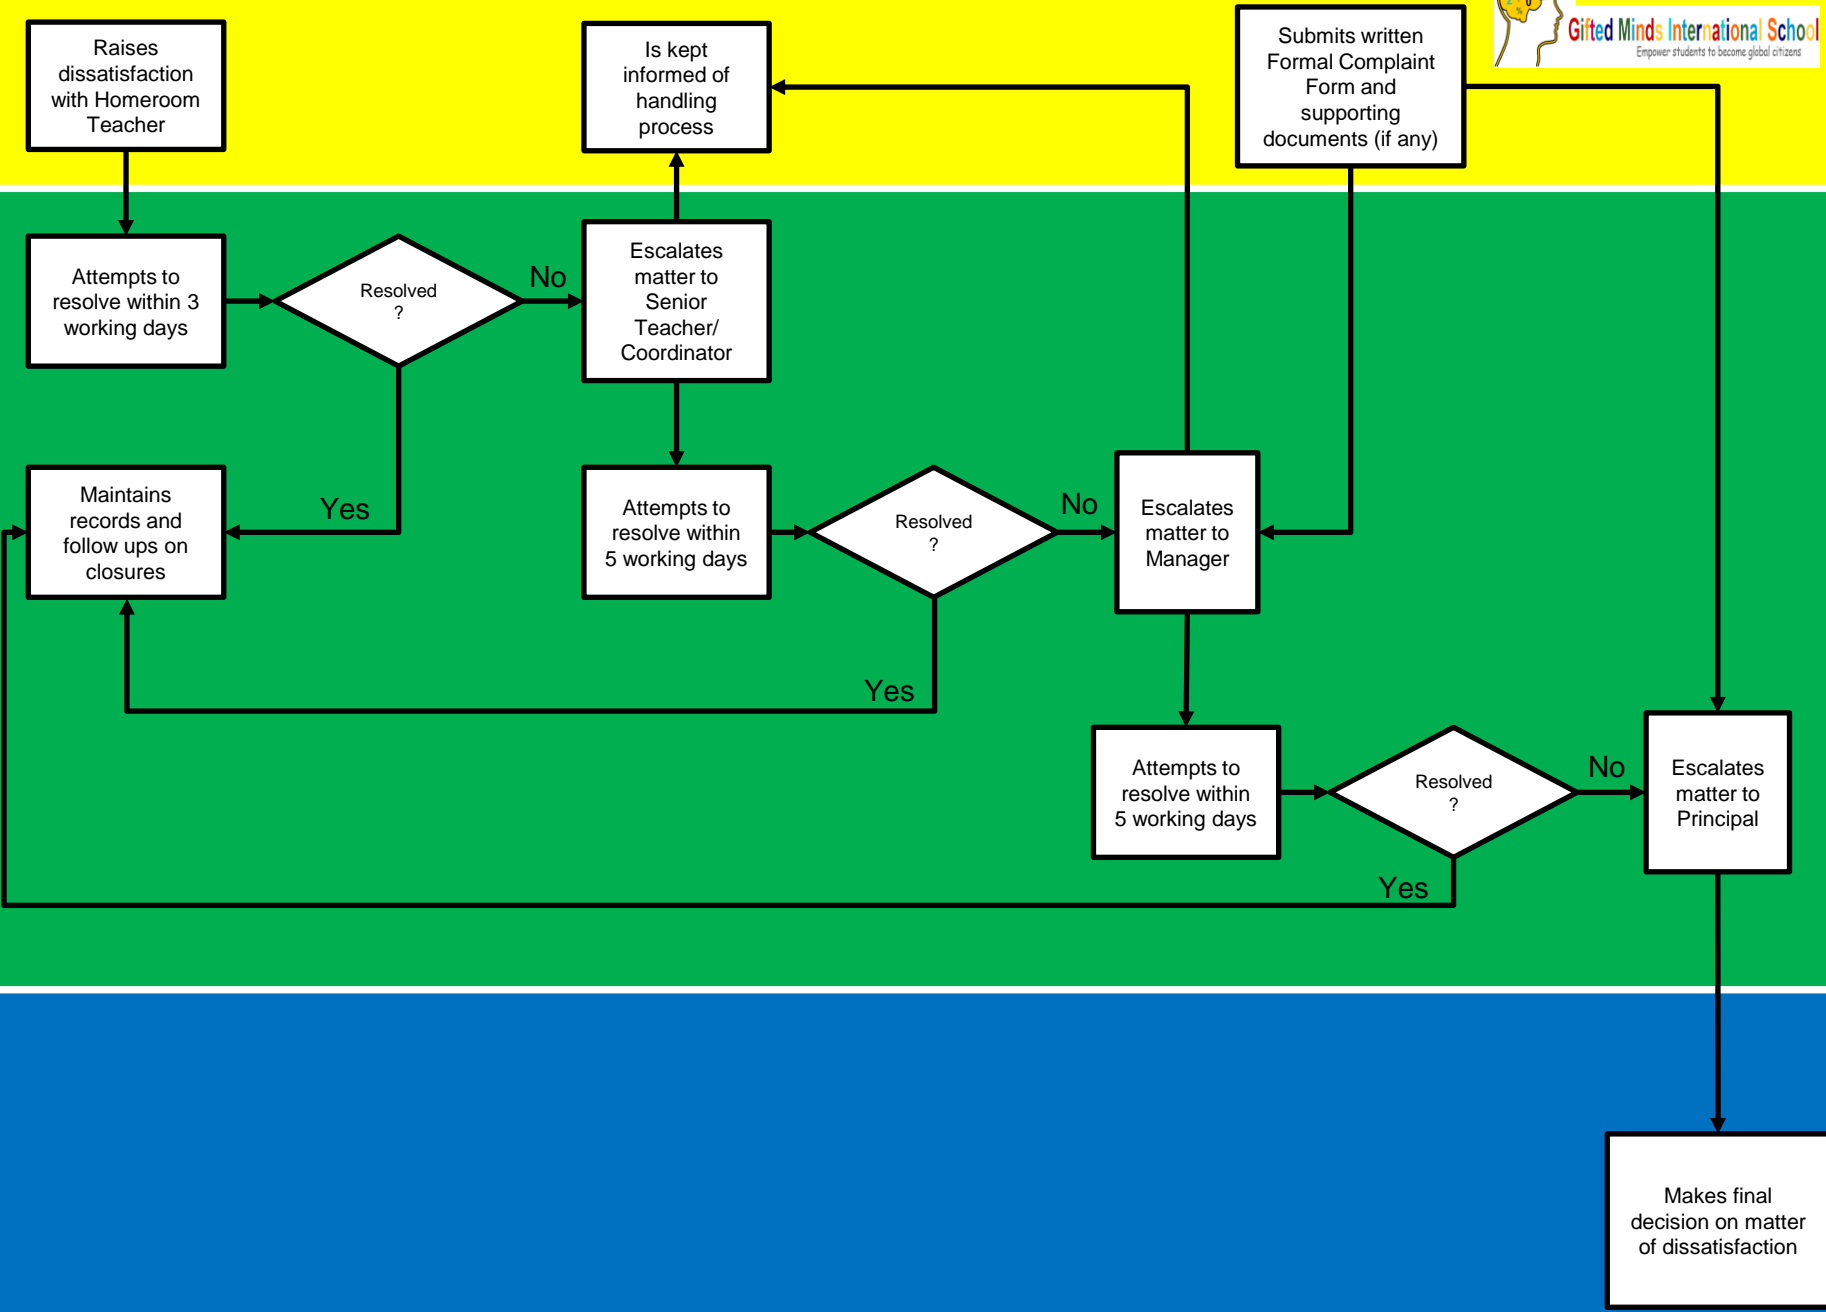 Raises
dissatisfaction
with Homeroom
Teacher
Is kept
informed of
handling
process
Submits written
Formal Complaint
Form and
supporting
documents (if any)
Gifted Minds International School
Empower students to become global citizens
Attempts to
resolve within 3
working days
Resolved
?
No
Escalates
matter to
Senior
Teacher/
Coordinator
Maintains
records and
follow ups on
closures
Yes
Attempts to
resolve within
5 working days
Resolved
?
No
Escalates
matter to
Manager
Yes
Attempts to
resolve within
5 working days
Resolved
?
No
Escalates
matter to
Principal
Yes
Makes final
decision on matter
of dissatisfaction